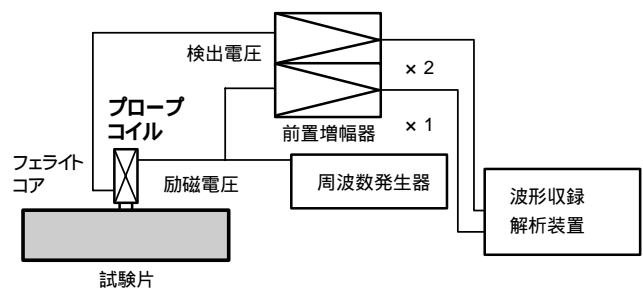 検出電圧
× 2
プローブ
コイル
前置増幅器
× 1
フェライト
コア
励磁電圧
周波数発生器
波形収録
解析装置
試験片